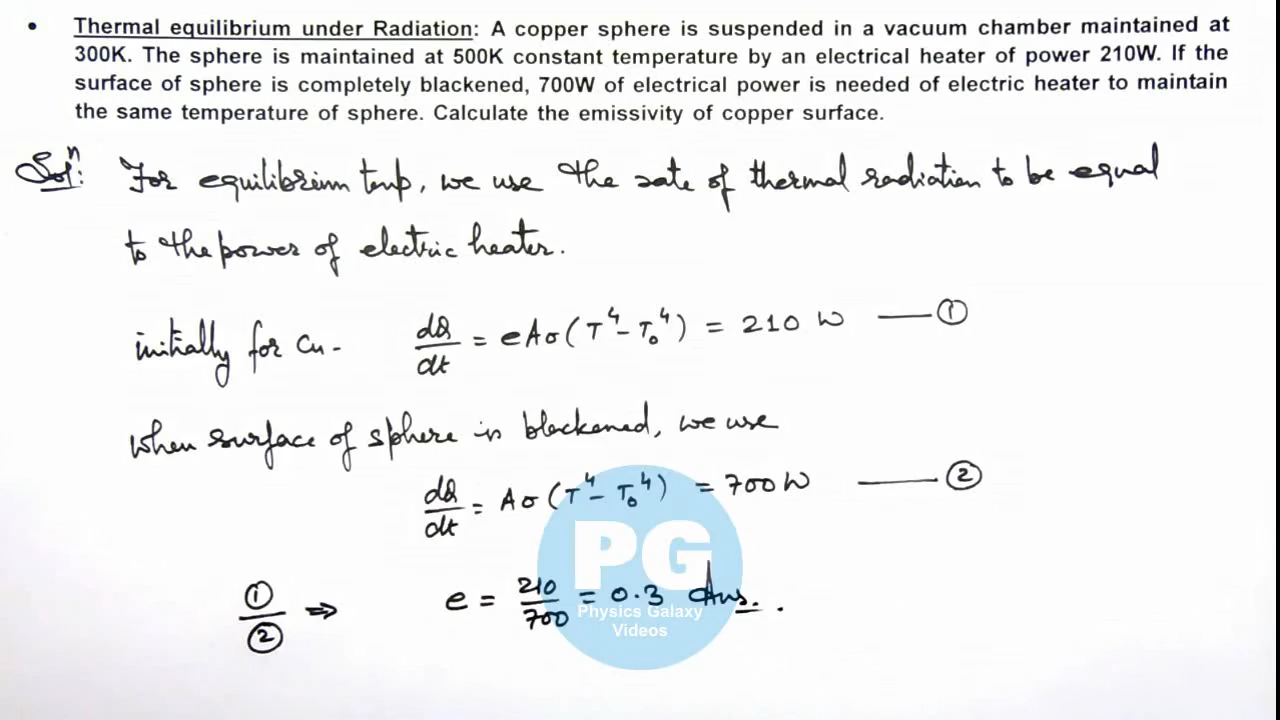 • Thermal equilibrium under Radiation: A copper sphere is suspended in a vacuum chamber maintained at
300K. The sphere is maintained at 500K constant temperature by an electrical heater of power 210W. If the
surface of sphere is completely blackened, 700W of electrical power is needed of electric heater to maintain
the same temperature of sphere. Calculate the emissivity of copper surface.
Solⁿ: For equilibrium temp, we use the rate of thermal radiation to be equal
to the power of electric heater.
initially for Cu - dQ/dt = eAσ(T⁴ - T₀⁴) = 210 W —— ①
when surface of sphere is blackened, we use
dQ/dt = Aσ(T⁴ - T₀⁴) = 700W —— ②
①/② ⇒ e = 210/700 = 0.3 Ans..
PG
Physics Galaxy
Videos